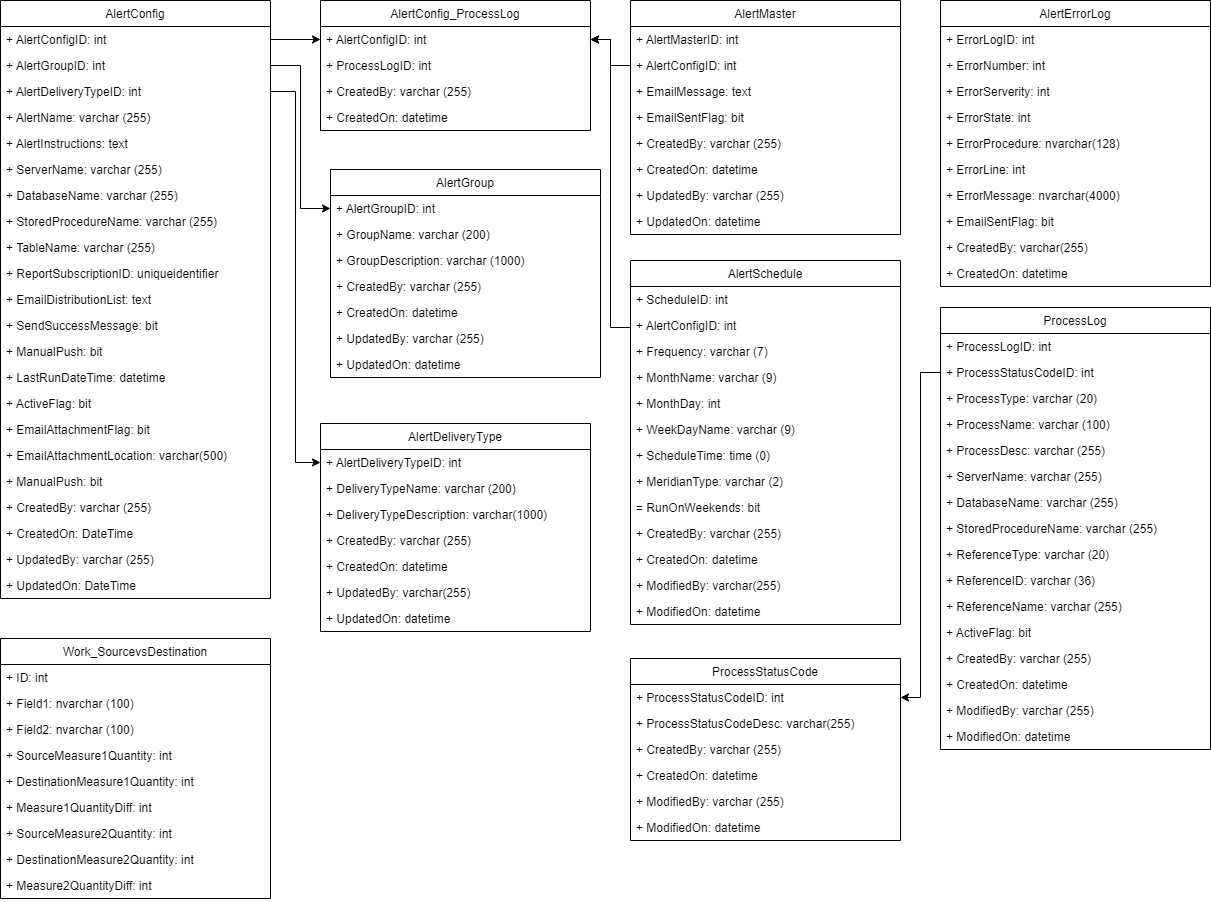 AlertConfig
+ AlertConfigID: int
+ AlertGroupID: int
+ AlertDeliveryTypeID: int
+ AlertName: varchar (255)
+ AlertInstructions: text
+ ServerName: varchar (255)
+ DatabaseName: varchar (255)
+ StoredProcedureName: varchar (255)
+ TableName: varchar (255)
+ ReportSubscriptionID: uniqueidentifier
+ EmailDistributionList: text
+ SendSuccessMessage: bit
+ ManualPush: bit
+ LastRunDateTime: datetime
+ ActiveFlag: bit
+ EmailAttachmentFlag: bit
+ EmailAttachmentLocation: varchar(500)
+ ManualPush: bit
+ CreatedBy: varchar (255)
+ CreatedOn: DateTime
+ UpdatedBy: varchar (255)
+ UpdatedOn: DateTime
Work_SourcevsDestination
+ ID: int
+ Field1: nvarchar (100)
+ Field2: nvarchar (100)
+ SourceMeasure1Quantity: int
+ DestinationMeasure1Quantity: int
+ Measure1QuantityDiff: int
+ SourceMeasure2Quantity: int
+ DestinationMeasure2Quantity: int
+ Measure2QuantityDiff: int
AlertConfig_ProcessLog
+ AlertConfigID: int
+ ProcessLogID: int
+ CreatedBy: varchar (255)
+ CreatedOn: datetime
AlertGroup
+ AlertGroupID: int
+ GroupName: varchar (200)
+ GroupDescription: varchar (1000)
+ CreatedBy: varchar (255)
+ CreatedOn: datetime
+ UpdatedBy: varchar (255)
+ UpdatedOn: datetime
AlertDeliveryType
+ AlertDeliveryTypeID: int
+ DeliveryTypeName: varchar (200)
+ DeliveryTypeDescription: varchar(1000)
+ CreatedBy: varchar (255)
+ CreatedOn: datetime
+ UpdatedBy: varchar(255)
+ UpdatedOn: datetime
AlertMaster
+ AlertMasterID: int
+ AlertConfigID: int
+ EmailMessage: text
+ EmailSentFlag: bit
+ CreatedBy: varchar (255)
+ CreatedOn: datetime
+ UpdatedBy: varchar (255)
+ UpdatedOn: datetime
AlertSchedule
+ ScheduleID: int
+ AlertConfigID: int
+ Frequency: varchar (7)
+ MonthName: varchar (9)
+ MonthDay: int
+ WeekDayName: varchar (9)
+ ScheduleTime: time (0)
+ MeridianType: varchar (2)
= RunOnWeekends: bit
+ CreatedBy: varchar (255)
+ CreatedOn: datetime
+ ModifiedBy: varchar(255)
+ ModifiedOn: datetime
ProcessStatusCode
+ ProcessStatusCodeID: int
+ ProcessStatusCodeDesc: varchar(255)
+ CreatedBy: varchar (255)
+ CreatedOn: datetime
+ ModifiedBy: varchar (255)
+ ModifiedOn: datetime
AlertErrorLog
+ ErrorLogID: int
+ ErrorNumber: int
+ ErrorServerity: int
+ ErrorState: int
+ ErrorProcedure: nvarchar(128)
+ ErrorLine: int
+ ErrorMessage: nvarchar(4000)
+ EmailSentFlag: bit
+ CreatedBy: varchar(255)
+ CreatedOn: datetime
ProcessLog
+ ProcessLogID: int
+ ProcessStatusCodeID: int
+ ProcessType: varchar (20)
+ ProcessName: varchar (100)
+ ProcessDesc: varchar (255)
+ ServerName: varchar (255)
+ DatabaseName: varchar (255)
+ StoredProcedureName: varchar (255)
+ ReferenceType: varchar (20)
+ ReferenceID: varchar (36)
+ ReferenceName: varchar (255)
+ ActiveFlag: bit
+ CreatedBy: varchar (255)
+ CreatedOn: datetime
+ ModifiedBy: varchar (255)
+ ModifiedOn: datetime